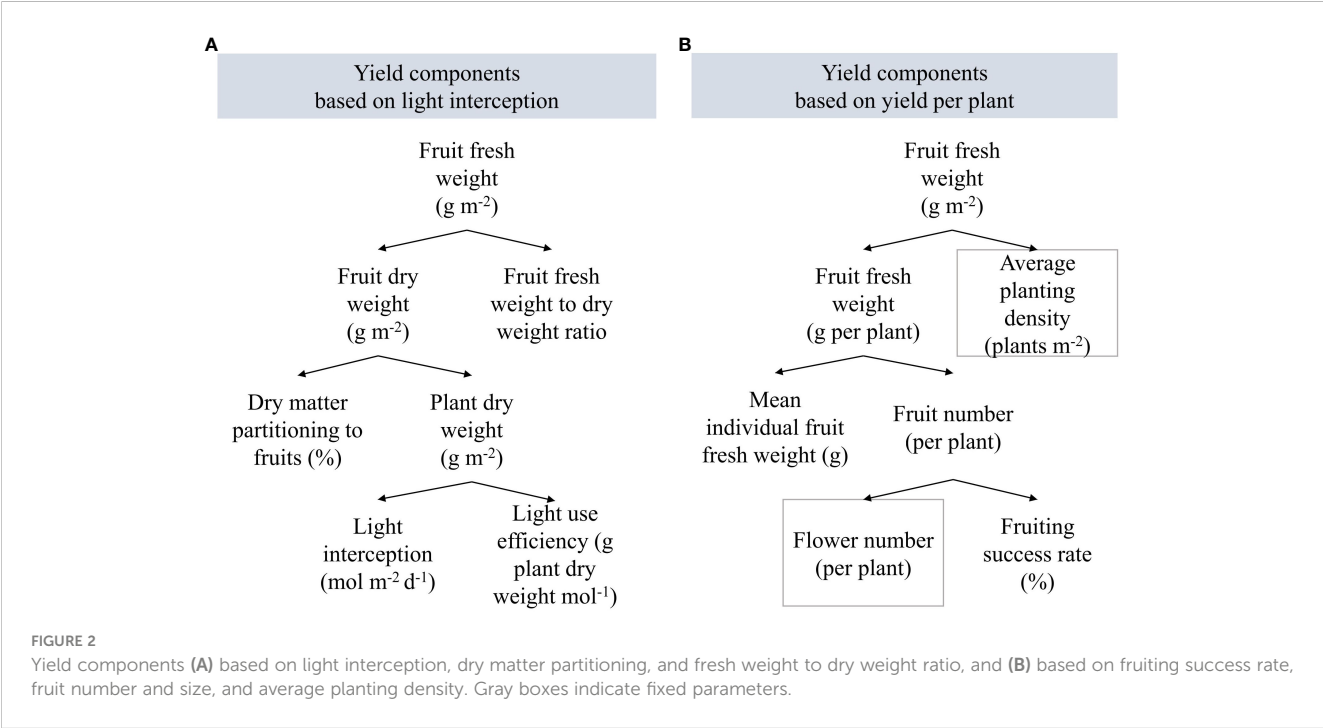 A
Yield components
based on light interception
Fruit fresh
weight
(g m-2)
Fruit dry
weight
(g m-2)
Fruit fresh
weight to dry
weight ratio
Dry matter
partitioning to
fruits (%)
Plant dry
weight
(g m-2)
Light
interception
(mol m-2 d-1)
Light use
efficiency (g
plant dry
weight mol-1)
B
Yield components
based on yield per plant
Fruit fresh
weight
(g m-2)
Fruit fresh
weight
(g per plant)
Average
planting
density
(plants m-2)
Mean
individual fruit
fresh weight (g)
Fruit number
(per plant)
Flower number
(per plant)
Fruiting
success rate
(%)
FIGURE 2
Yield components (A) based on light interception, dry matter partitioning, and fresh weight to dry weight ratio, and (B) based on fruiting success rate,
fruit number and size, and average planting density. Gray boxes indicate fixed parameters.